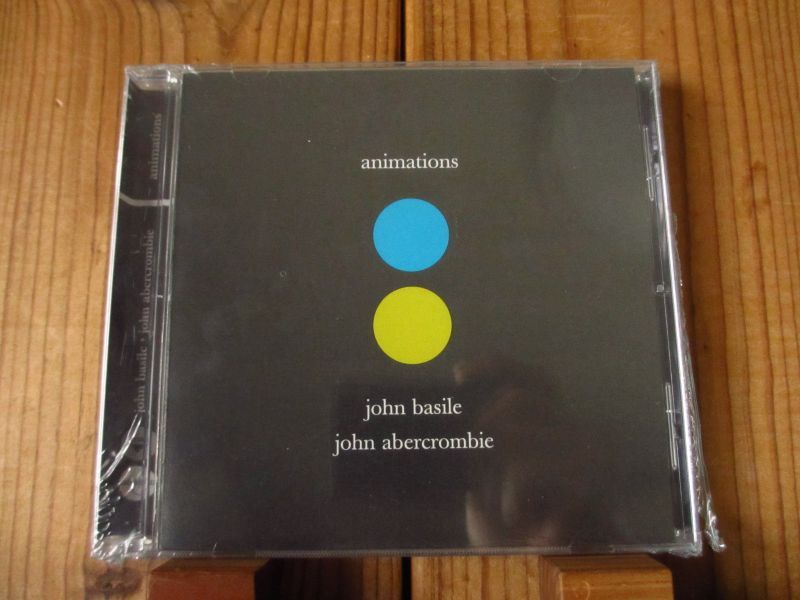 animations
john basile
john abercrombie
john basile • john abercrombie
animations